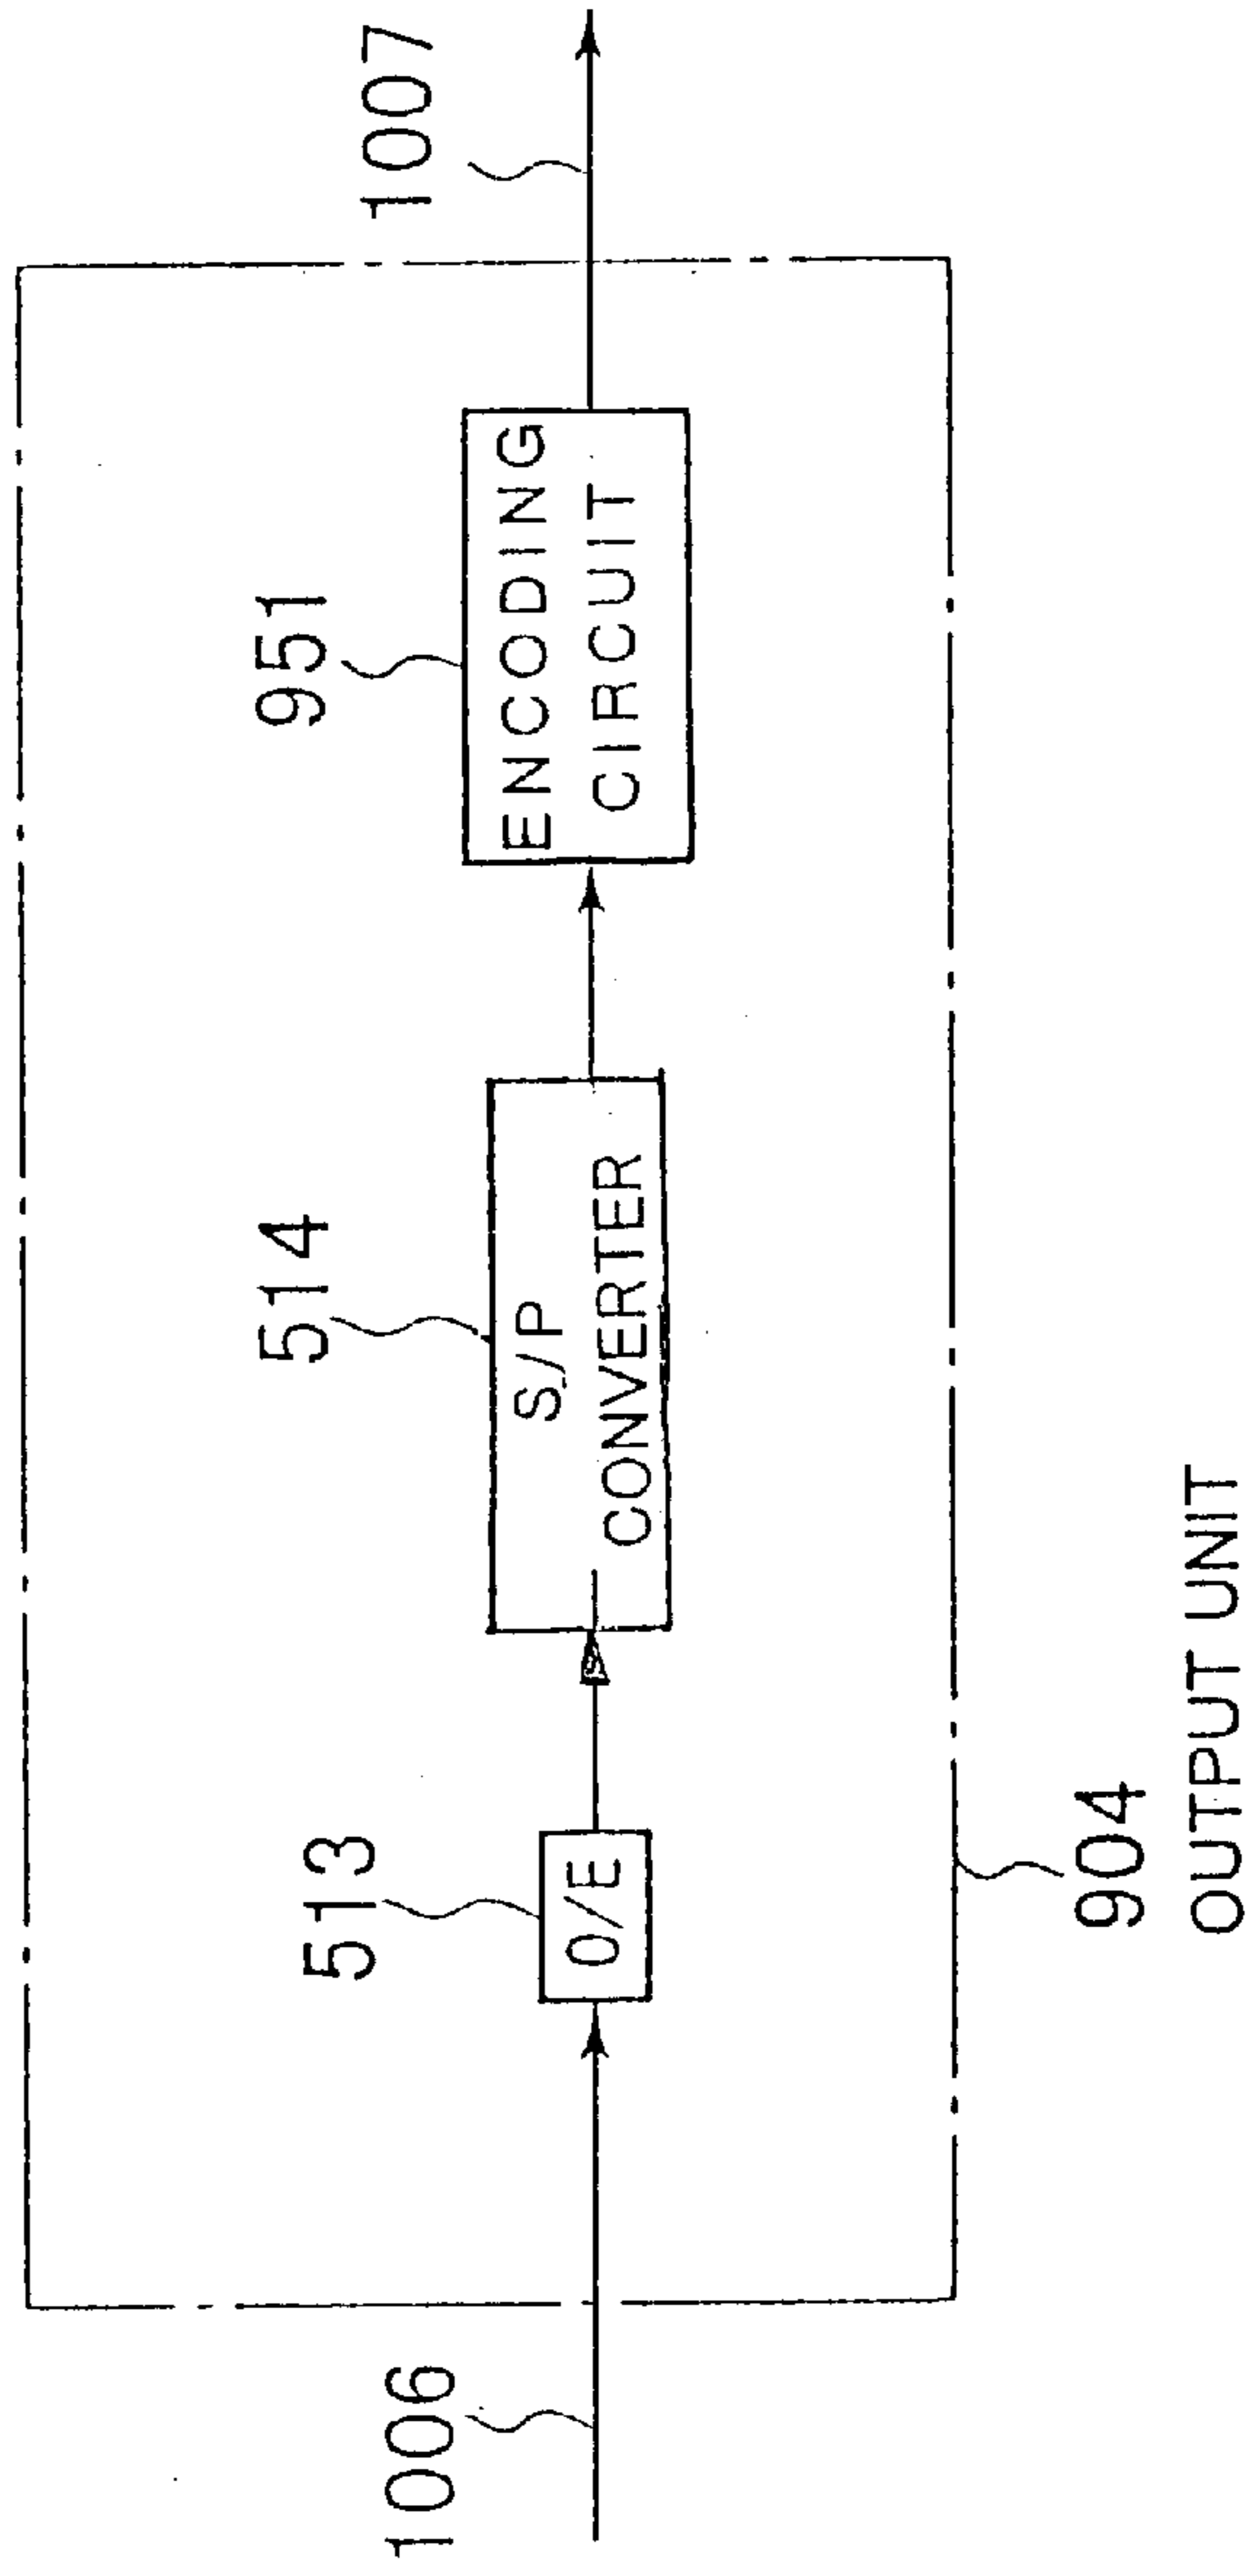 1006
513
O/E
514
S/P
CONVERTER
951
ENCODING
CIRCUIT
1007
904
OUTPUT UNIT